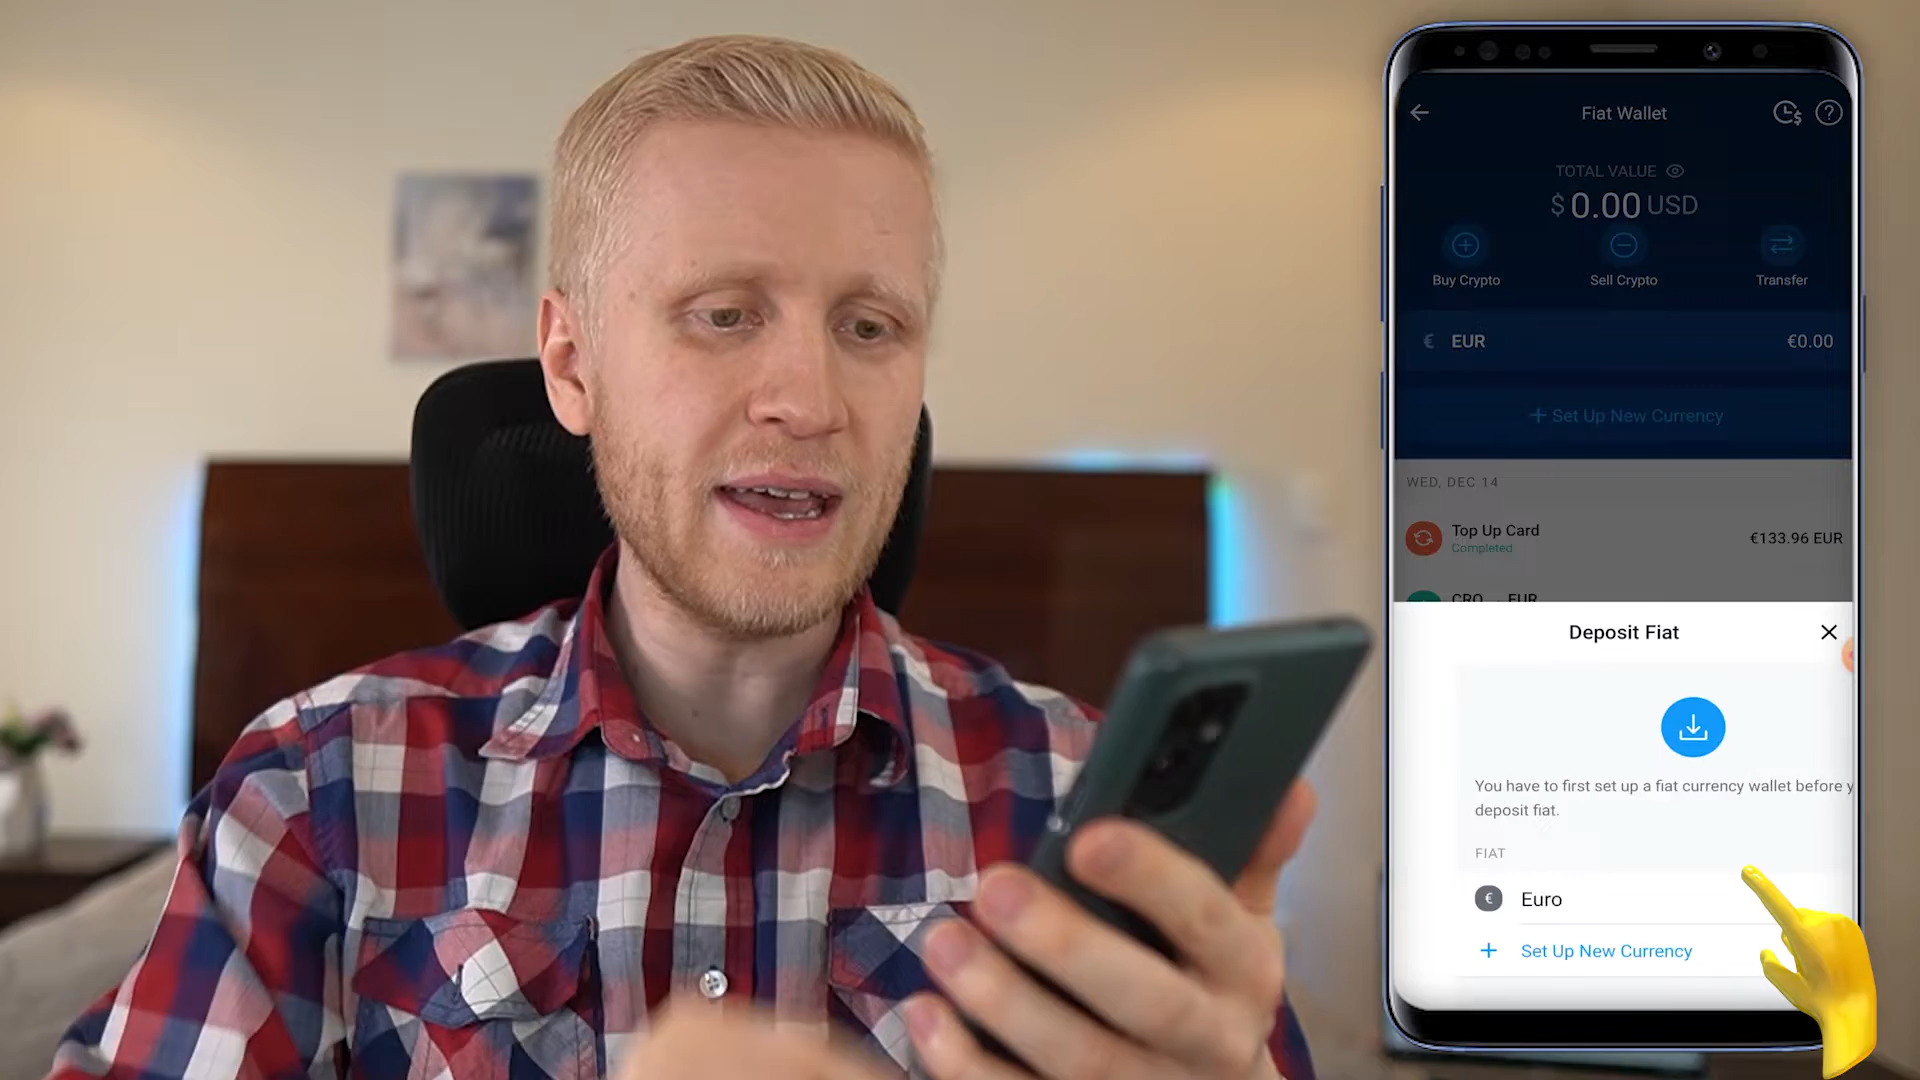 Fiat Wallet
TOTAL VALUE
$ 0.00 USD
Buy Crypto
Sell Crypto
Transfer
€ EUR
€0.00
+ Set Up New Currency
WED, DEC 14
Top Up Card
€133.96 EUR
Completed
CRO → EUR
Deposit Fiat
You have to first set up a fiat currency wallet before y
deposit fiat.
FIAT
€ Euro
+ Set Up New Currency